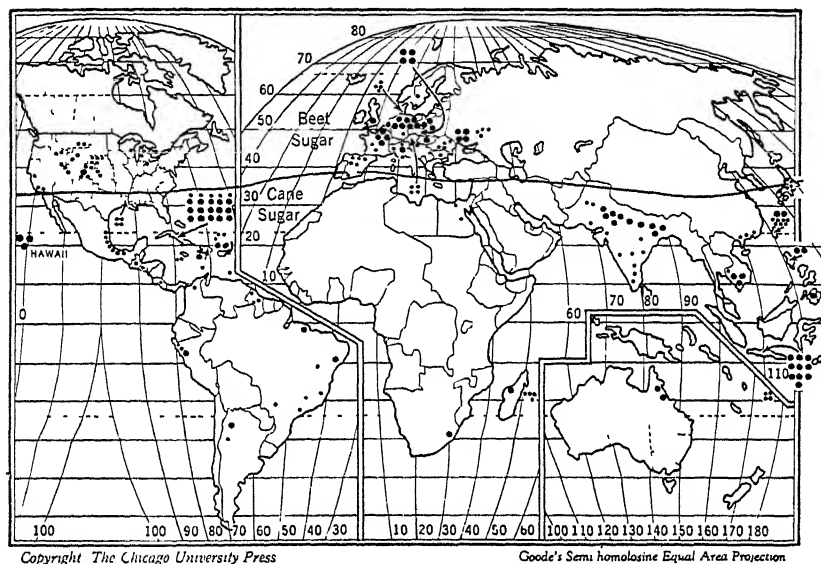 80
70
60
Beet
50
Sugar
40
30
Cane
Sugar
20
HAWAII
10
70 80 90
0
60
110
100 100 90 80 70 60 50 40 30 10 20 30 40 50 60 100 110 120 130 140 150 160 170 180
Copyright The Chicago University Press
Goode's Semi homolosine Equal Area Projection